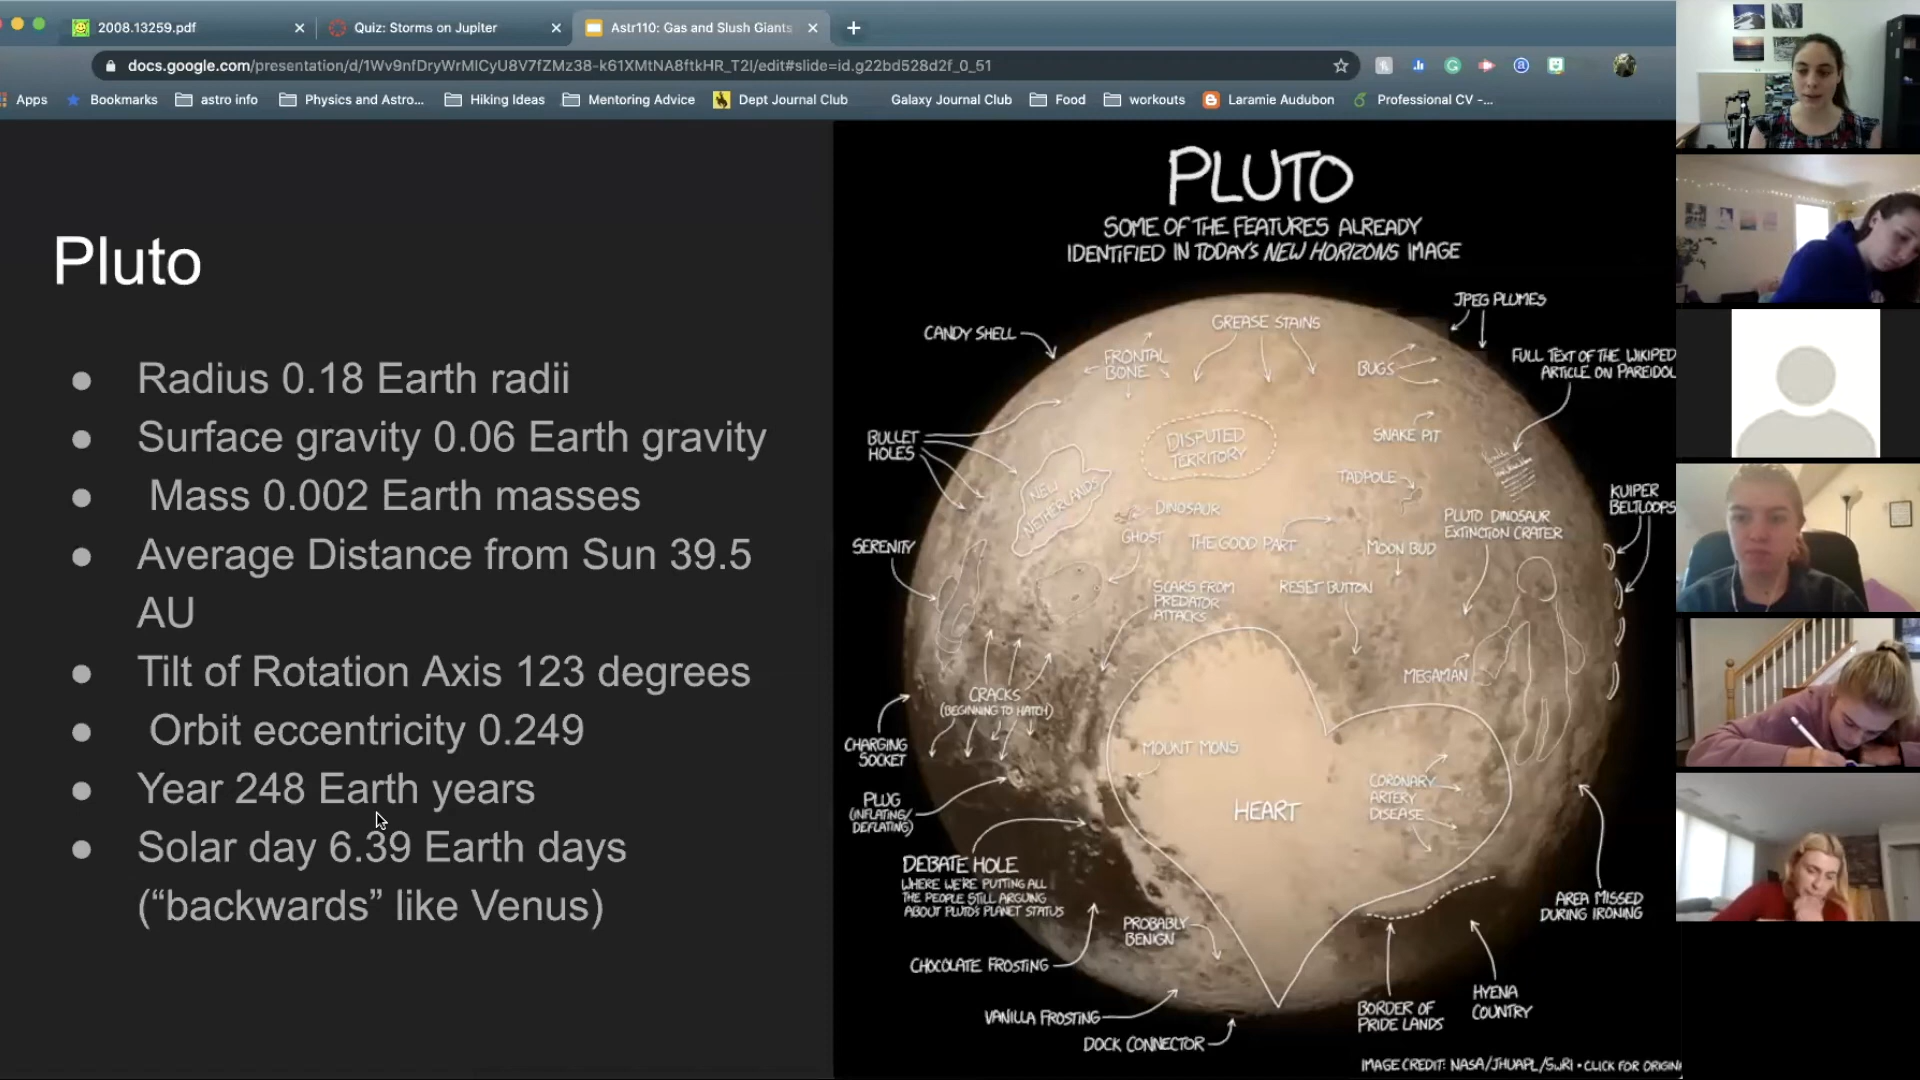 2008.13259.pdf
Quiz: Storms on Jupiter
Astr110: Gas and Slush Giants
docs.google.com/presentation/d/1Wv9nfDryWrMlCyU8V7fZMz38-k61XMtNA8ftkHR_T2I/edit#slide=id.g22bd528d2f_0_51
Apps Bookmarks astro info Physics and Astro... Hiking Ideas Mentoring Advice Dept Journal Club Galaxy Journal Club Food workouts Laramie Audubon Professional CV -...
Pluto
● Radius 0.18 Earth radii
● Surface gravity 0.06 Earth gravity
● Mass 0.002 Earth masses
● Average Distance from Sun 39.5
AU
● Tilt of Rotation Axis 123 degrees
● Orbit eccentricity 0.249
● Year 248 Earth years
● Solar day 6.39 Earth days
(“backwards” like Venus)
PLUTO
SOME OF THE FEATURES ALREADY
IDENTIFIED IN TODAY'S NEW HORIZONS IMAGE
JPEG PLUMES
CANDY SHELL
GREASE STAINS
FRONTAL
BONE
BUGS
FULL TEXT OF THE WIKIPED
ARTICLE ON PAREIDOL
BULLET
HOLES
DISPUTED
TERRITORY
SNAKE PIT
TADPOLE
NEW
NETHERLANDS
KUIPER
BELTLOOPS
DINOSAUR
PLUTO DINOSAUR
EXTINCTION CRATER
SERENITY
GHOST
THE GOOD PART
MOON BUD
SCARS FROM
PREDATOR
ATTACKS
RESET BUTTON
MEGAMAN
CRACKS
(BEGINNING TO HATCH)
CHARGING
SOCKET
MOUNT MONS
CORONARY
ARTERY
DISEASE
PLUG
(INFLATING/
DEFLATING)
HEART
DEBATE HOLE
WHERE WE'RE PUTTING ALL
THE PEOPLE STILL ARGUING
ABOUT PLUTO'S PLANET STATUS
AREA MISSED
DURING IRONING
PROBABLY
BENIGN
CHOCOLATE FROSTING
HYENA
COUNTRY
BORDER OF
PRIDE LANDS
VANILLA FROSTING
DOCK CONNECTOR
IMAGE CREDIT: NASA/JHUAPL/SWRI • CLICK FOR ORIGIN